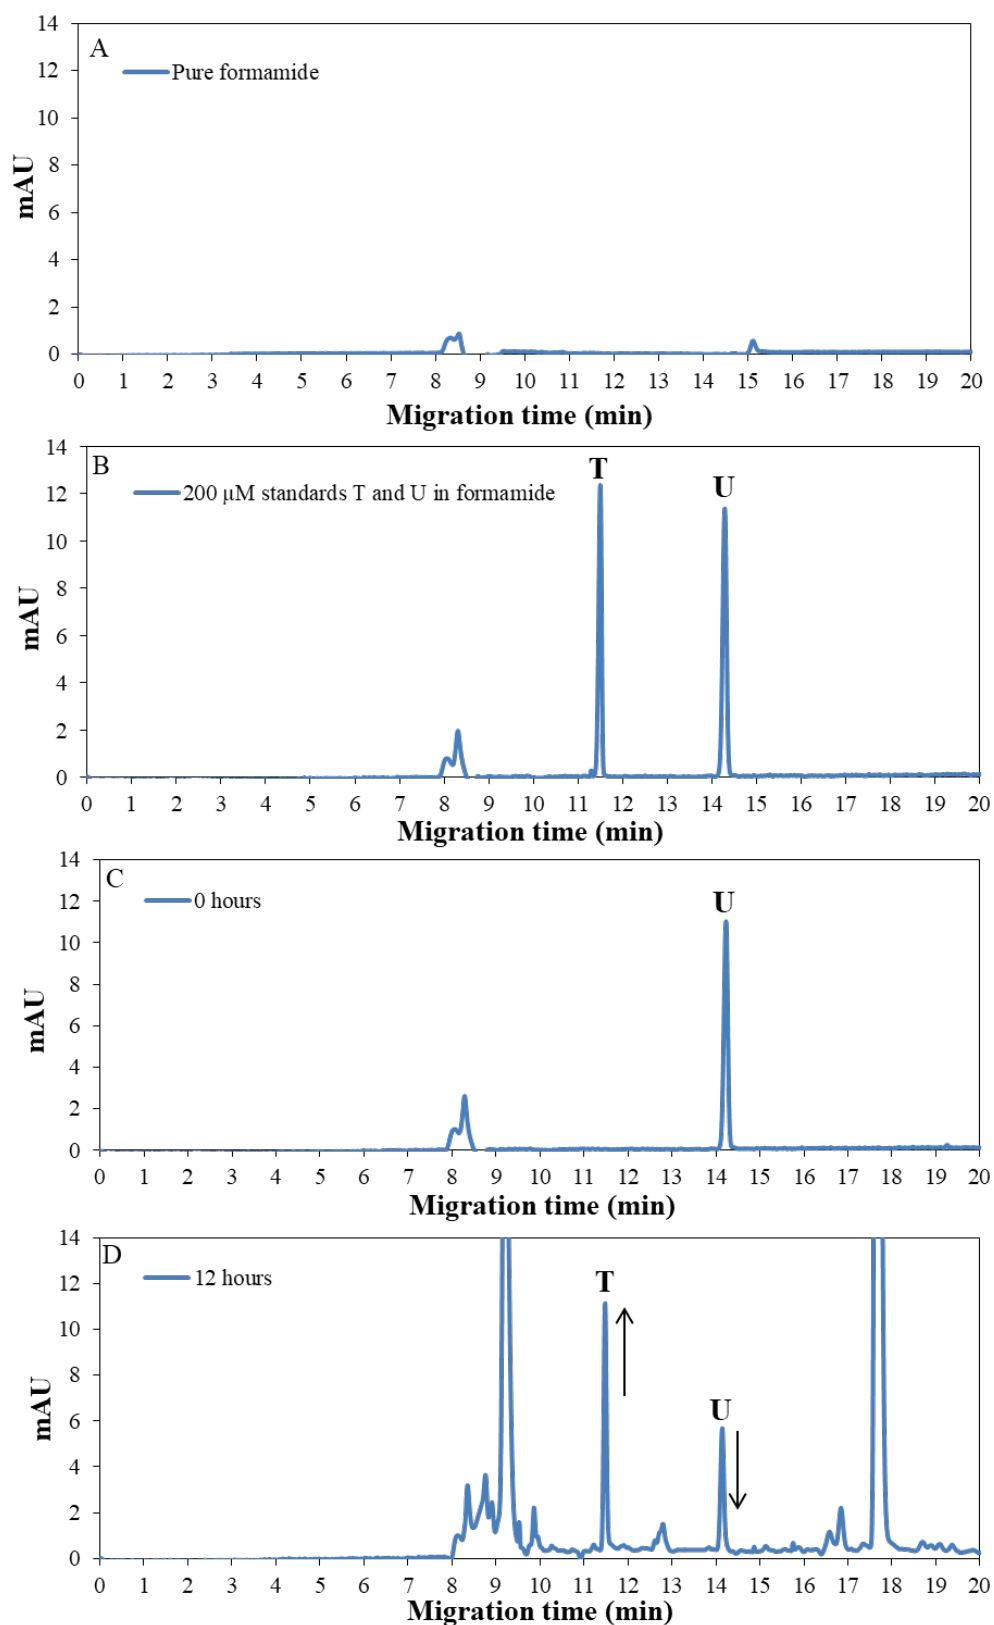 A
Pure formamide
14
12
10
8
6
4
2
0
mAU
0 1 2 3 4 5 6 7 8 9 10 11 12 13 14 15 16 17 18 19 20
Migration time (min)
B
200 µM standards T and U in formamide
T
U
14
12
10
8
6
4
2
0
mAU
0 1 2 3 4 5 6 7 8 9 10 11 12 13 14 15 16 17 18 19 20
Migration time (min)
C
0 hours
U
14
12
10
8
6
4
2
0
mAU
0 1 2 3 4 5 6 7 8 9 10 11 12 13 14 15 16 17 18 19 20
Migration time (min)
D
12 hours
T
U
14
12
10
8
6
4
2
0
mAU
0 1 2 3 4 5 6 7 8 9 10 11 12 13 14 15 16 17 18 19 20
Migration time (min)